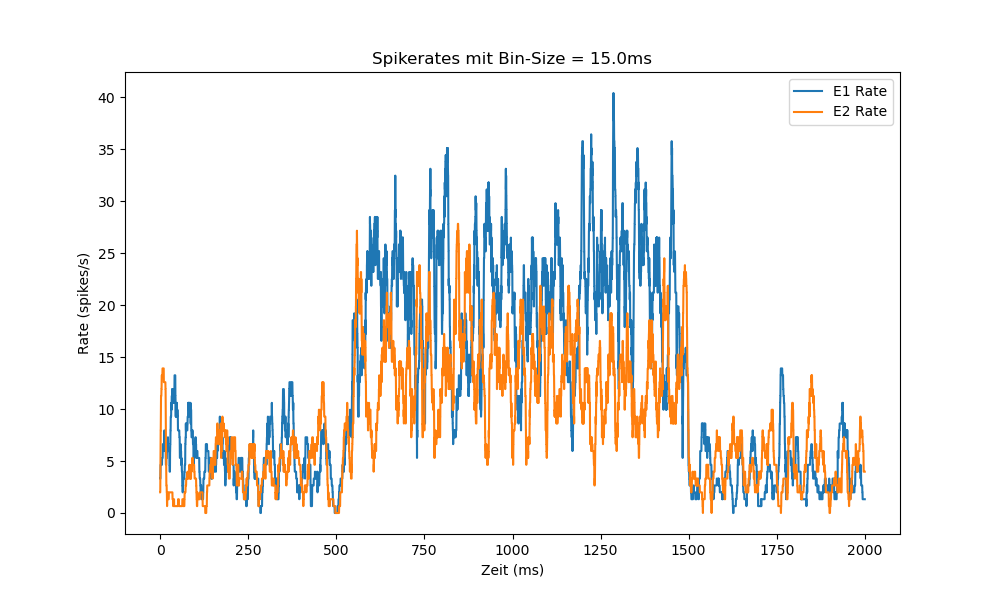 Spikerates mit Bin-Size = 15.0ms
E1 Rate
E2 Rate
40
35
30
25
20
15
10
5
0
Rate (spikes/s)
0 250 500 750 1000 1250 1500 1750 2000
Zeit (ms)